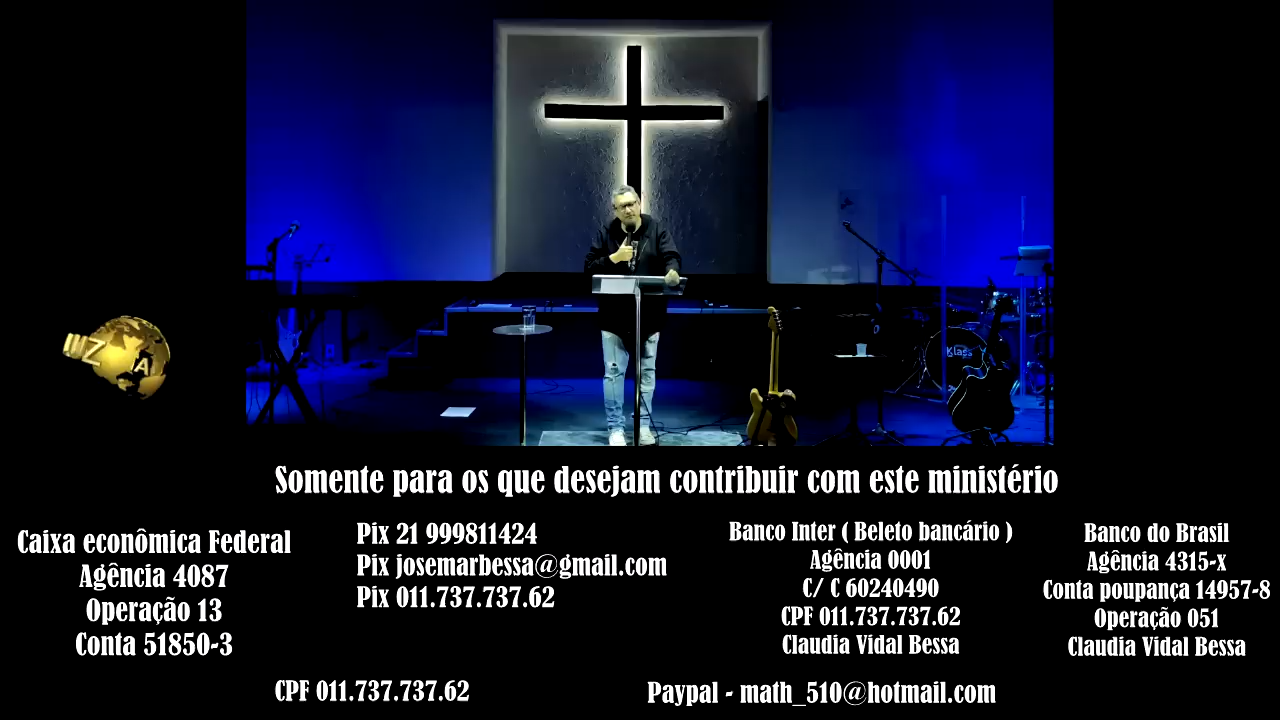 Klass
WZ
A
Somente para os que desejam contribuir com este ministério
Caixa econômica Federal
Agência 4087
Operação 13
Conta 51850-3
Pix 21 999811424
Pix josemarbessa@gmail.com
Pix 011.737.737.62
Banco Inter ( Beleto bancário )
Agência 0001
C/ C 60240490
CPF 011.737.737.62
Claudia Vidal Bessa
Banco do Brasil
Agência 4315-x
Conta poupança 14957-8
Operação 051
Claudia Vidal Bessa
CPF 011.737.737.62
Paypal - math_510@hotmail.com